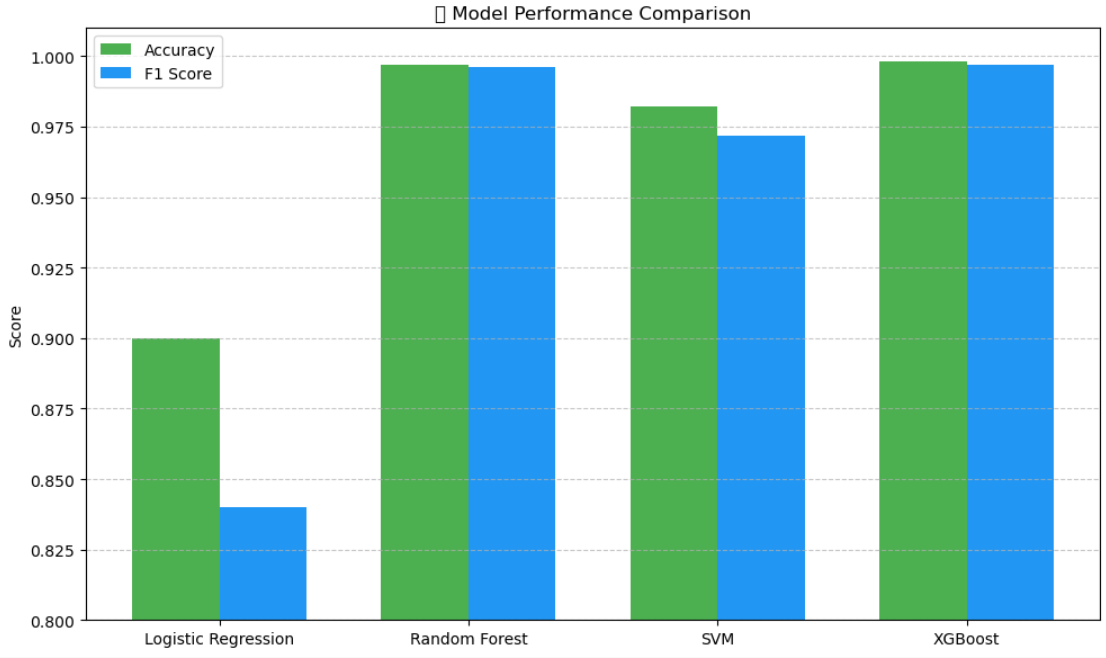 Model Performance Comparison
Accuracy
F1 Score
Score
1.000
0.975
0.950
0.925
0.900
0.875
0.850
0.825
0.800
Logistic Regression
Random Forest
SVM
XGBoost